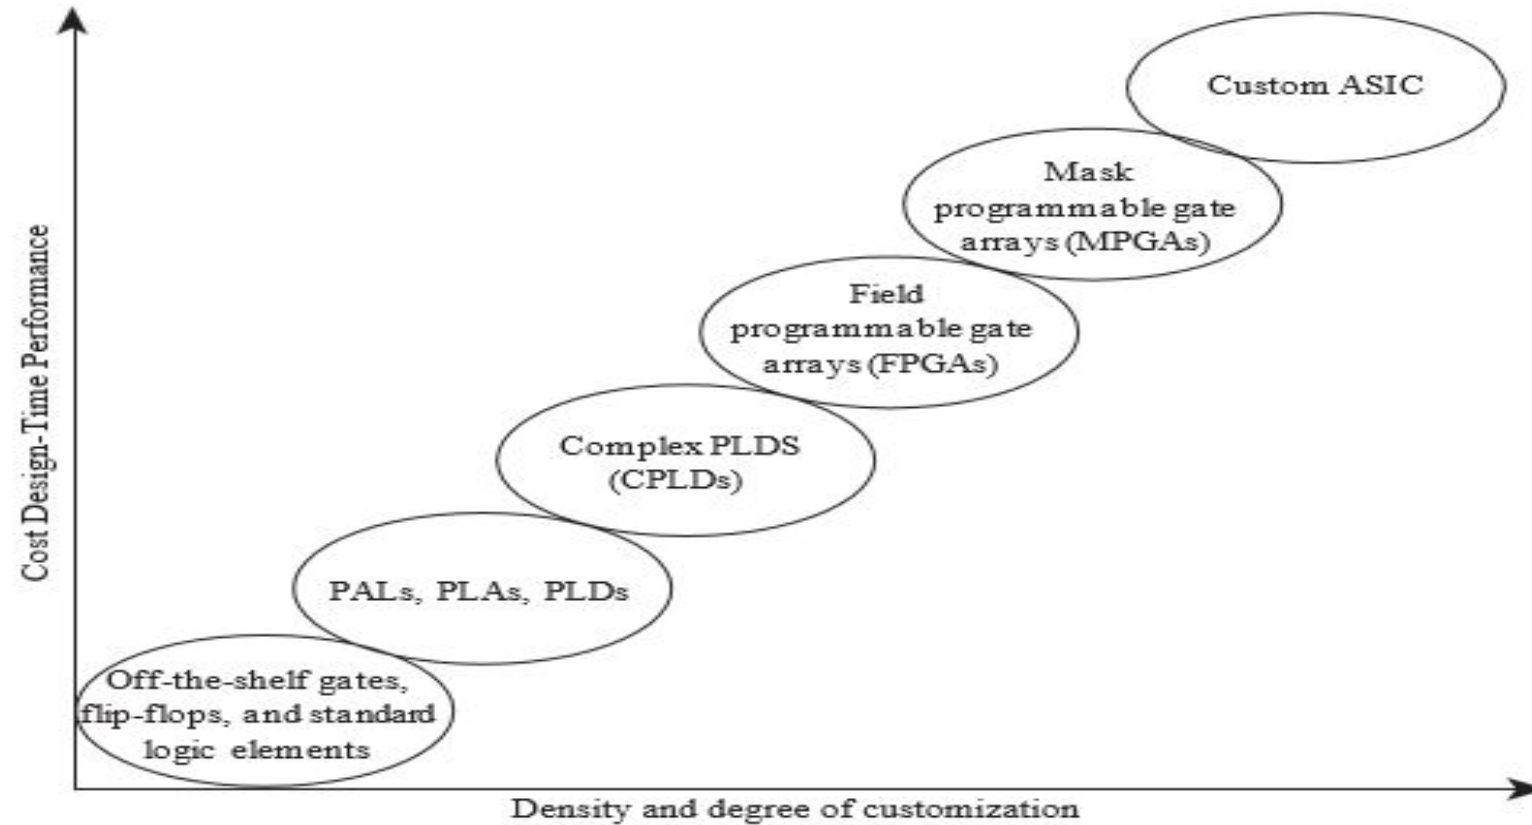 Custom ASIC
Mask
programmable gate
arrays (MPGAs)
Field
programmable gate
arrays (FPGAs)
Complex PLDS
(CPLDs)
PALs, PLAs, PLDs
Off-the-shelf gates,
flip-flops, and standard
logic elements
Cost Design-Time Performance
Density and degree of customization